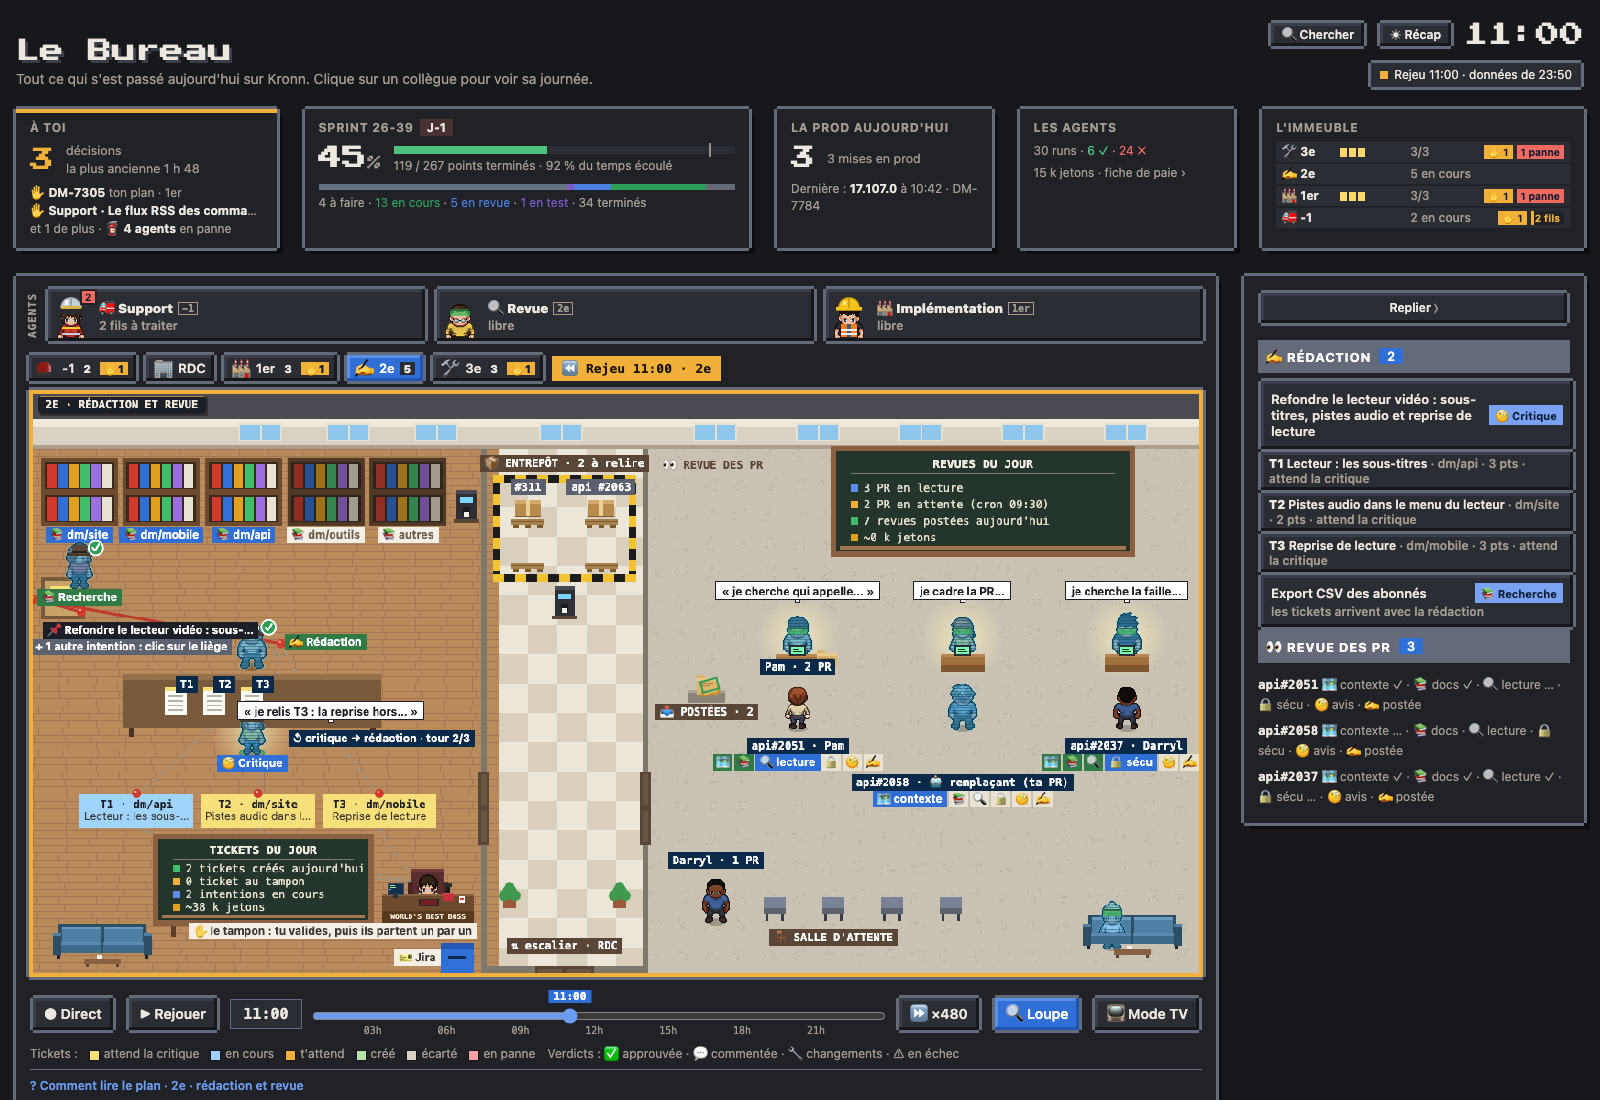 Le Bureau
Tout ce qui s'est passé aujourd'hui sur Kronn. Clique sur un collègue pour voir sa journée.
Chercher
Récap
11:00
Rejeu 11:00 · données de 23:50
À TOI
3 décisions
la plus ancienne 1 h 48
DM-7305 ton plan · 1er
Support · Le flux RSS des comma…
et 1 de plus · 4 agents en panne
SPRINT 26-39 J-1
45% 119 / 267 points terminés · 92 % du temps écoulé
4 à faire · 13 en cours · 5 en revue · 1 en test · 34 terminés
LA PROD AUJOURD'HUI
3 3 mises en prod
Dernière : 17.107.0 à 10:42 · DM-
7784
LES AGENTS
30 runs · 6 ✓ · 24 ✕
15 k jetons · fiche de paie ›
L'IMMEUBLE
3e 3/3 1 1 panne
2e 5 en cours
1er 3/3 1 1 panne
-1 2 en cours 1 2 fils
AGENTS
2
Support -1
2 fils à traiter
Revue 2e
libre
Implémentation 1er
libre
-1 2 1
RDC
1er 3 1
2e 5
3e 3 1
Rejeu 11:00 · 2e
2E · RÉDACTION ET REVUE
dm/site
dm/mobile
dm/api
dm/outils
autres
Recherche
Refondre le lecteur vidéo : sous-…
+ 1 autre intention : clic sur le liège
Rédaction
T1
T2
T3
« je relis T3 : la reprise hors… »
critique → rédaction · tour 2/3
Critique
T1 · dm/api
Lecteur : les sous-…
T2 · dm/site
Pistes audio dans l…
T3 · dm/mobile
Reprise de lecture
TICKETS DU JOUR
2 tickets créés aujourd'hui
0 ticket au tampon
2 intentions en cours
~38 k jetons
WORLD'S BEST BOSS
le tampon : tu valides, puis ils partent un par un
Jira
ENTREPÔT · 2 à relire
#311
api #2063
escalier · RDC
REVUE DES PR
REVUES DU JOUR
3 PR en lecture
2 PR en attente (cron 09:30)
7 revues postées aujourd'hui
~0 k jetons
« je cherche qui appelle… »
je cadre la PR…
je cherche la faille…
Pam · 2 PR
POSTÉES · 2
api#2051 · Pam
lecture
api#2037 · Darryl
sécu
api#2058 · remplaçant (ta PR)
contexte
Darryl · 1 PR
SALLE D'ATTENTE
Direct
Rejouer
11:00
11:00
03h 06h 09h 12h 15h 18h 21h
×480
Loupe
Mode TV
Tickets : attend la critique en cours t'attend créé écarté en panne Verdicts : approuvée · commentée · changements · en échec
? Comment lire le plan · 2e · rédaction et revue
Replier ›
RÉDACTION 2
Refondre le lecteur vidéo : sous-
titres, pistes audio et reprise de
lecture
Critique
T1 Lecteur : les sous-titres · dm/api · 3 pts ·
attend la critique
T2 Pistes audio dans le menu du lecteur · dm/site
· 2 pts · attend la critique
T3 Reprise de lecture · dm/mobile · 3 pts · attend
la critique
Export CSV des abonnés
Recherche
les tickets arrivent avec la rédaction
REVUE DES PR 3
api#2051 contexte ✓ · docs ✓ · lecture … ·
sécu · avis · postée
api#2058 contexte … · docs · lecture ·
sécu · avis · postée
api#2037 contexte ✓ · docs ✓ · lecture ✓ ·
sécu … · avis · postée